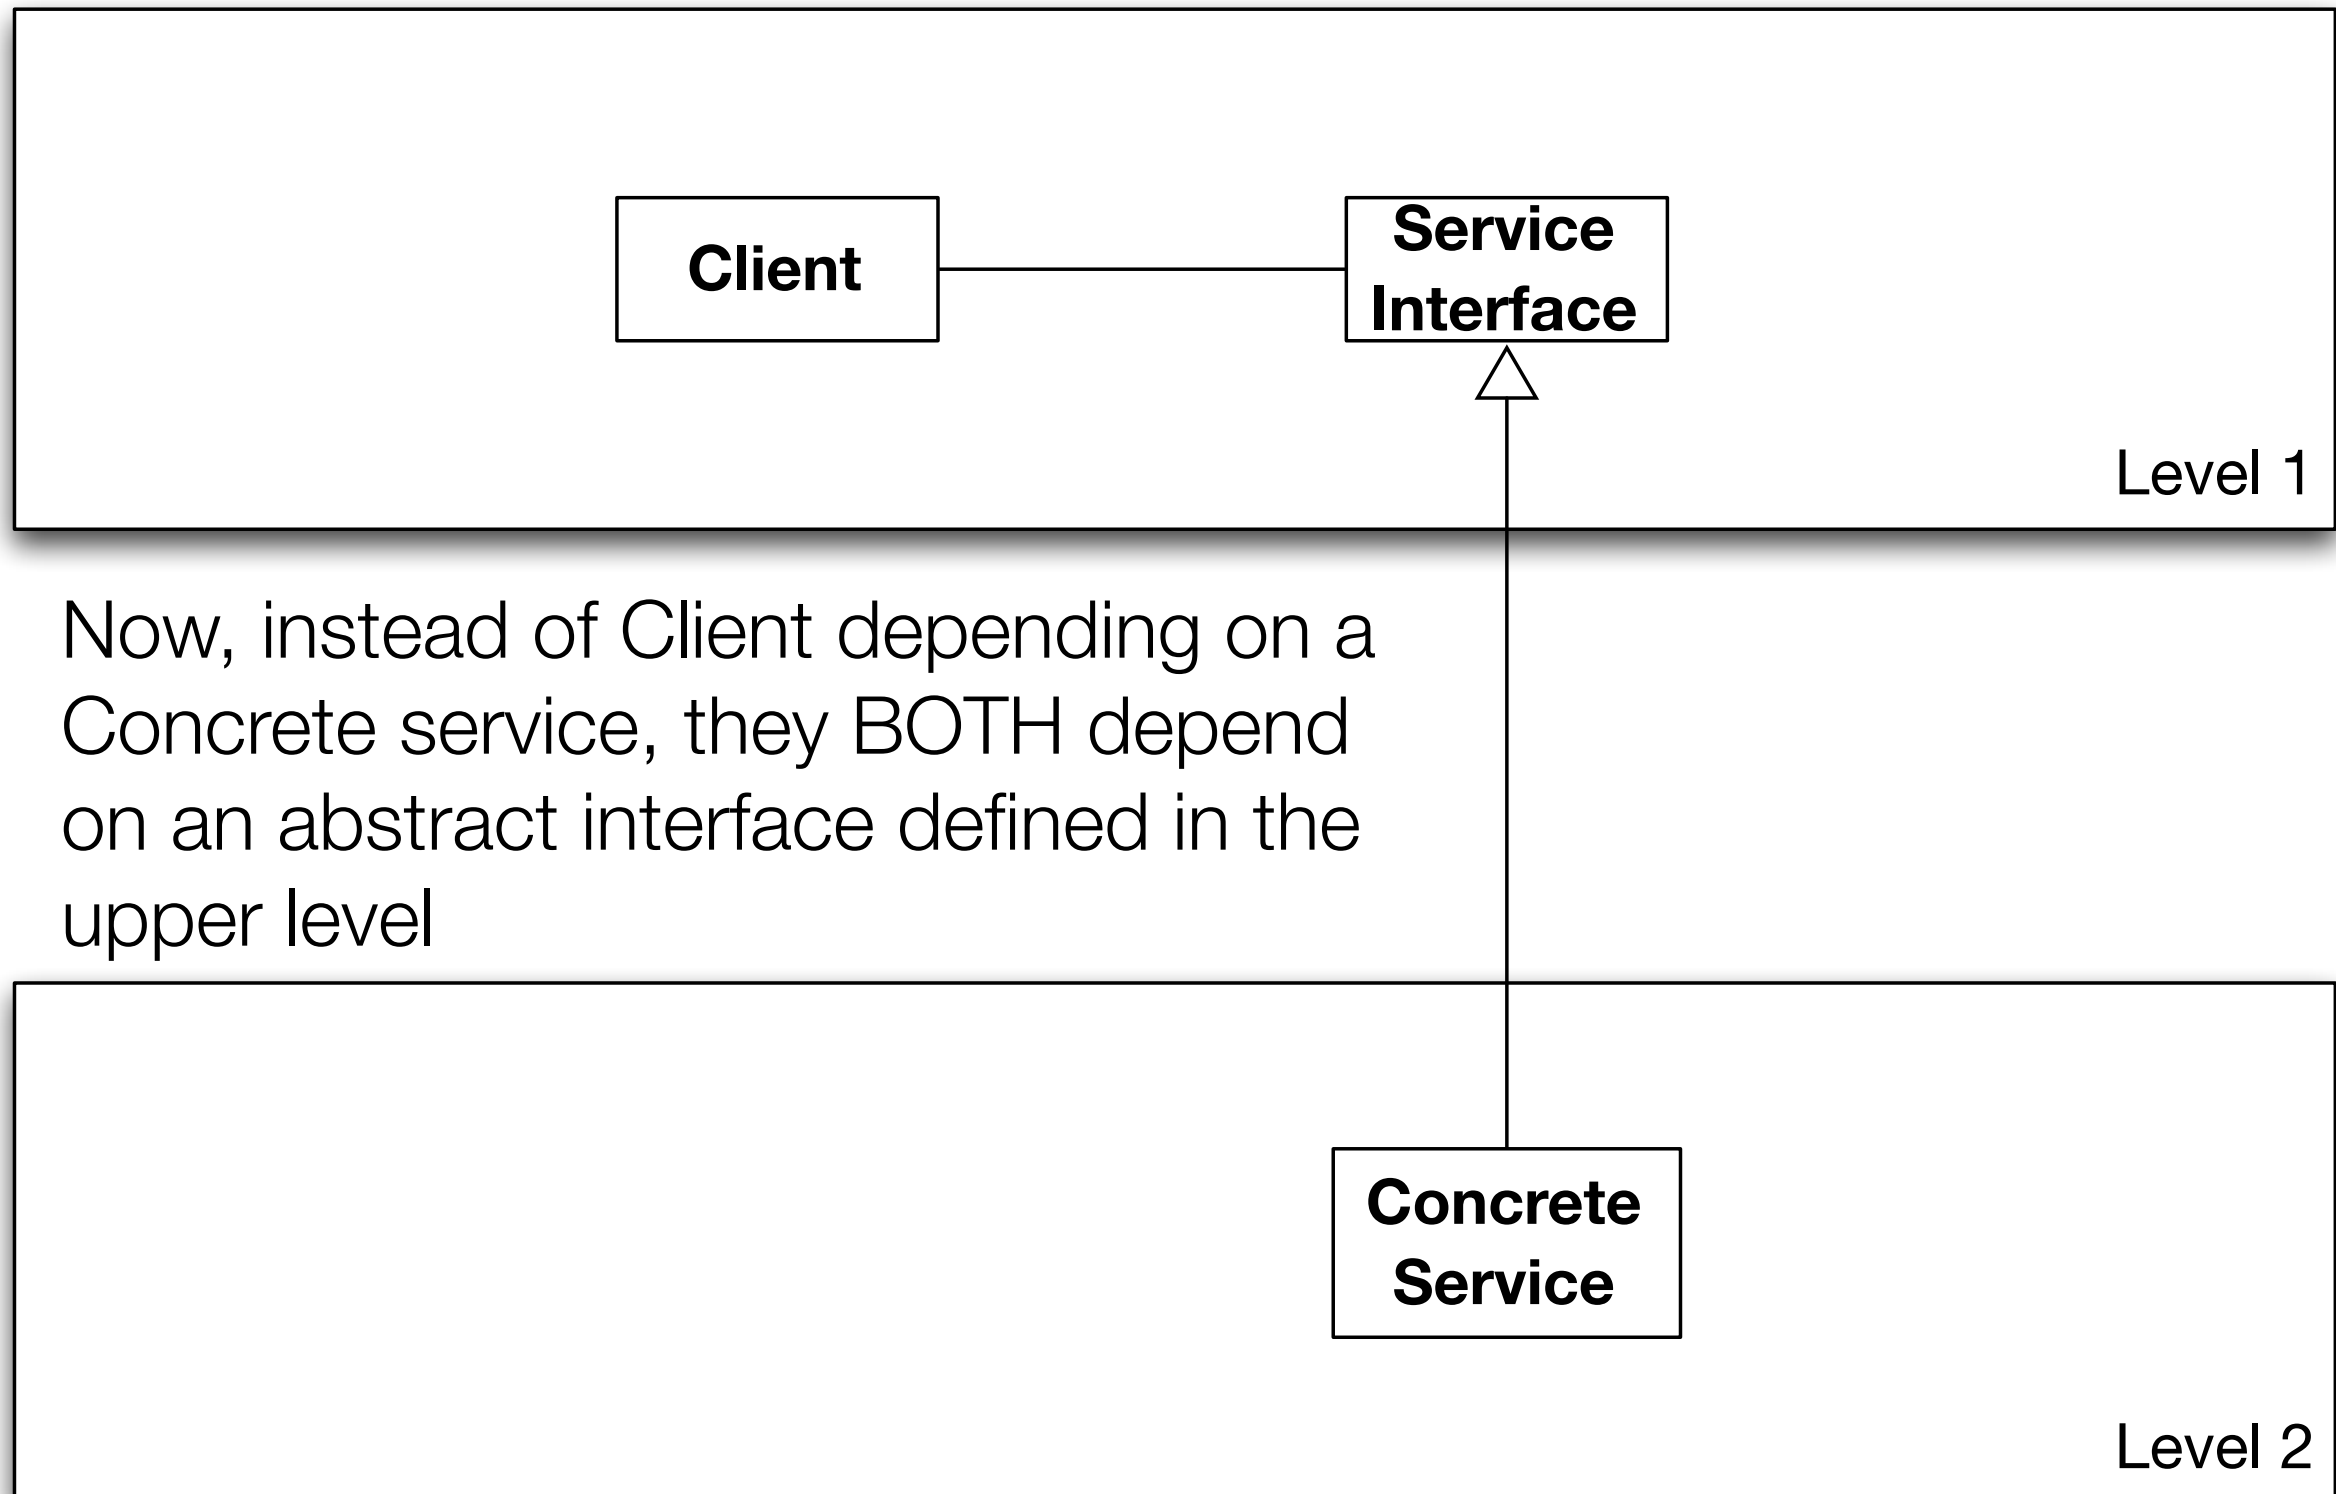 Client
Service
Interface
Level 1
Now, instead of Client depending on a
Concrete service, they BOTH depend
on an abstract interface defined in the
upper level
Concrete
Service
Level 2